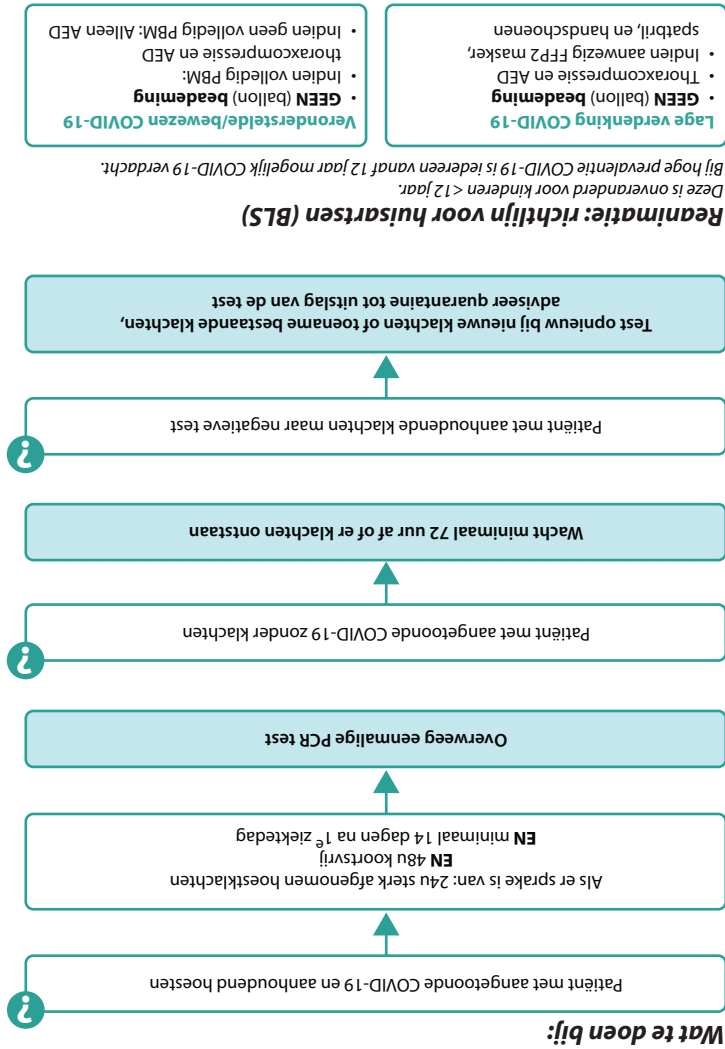 Wat te doen bij:
Patiënt met aangetoonde COVID-19 en aanhoudend hoesten
?
Als er sprake is van: 24u sterk afgenomen hoestklachten
EN 48u koortsvrij
EN minimaal 14 dagen na 1e ziektedag
Overweeg eenmalige PCR test
Patiënt met aangetoonde COVID-19 zonder klachten
?
Wacht minimaal 72 uur af of er klachten ontstaan
Patiënt met aanhoudende klachten maar negatieve test
?
Test opnieuw bij nieuwe klachten of toename bestaande klachten,
adviseer quarantaine tot uitslag van de test
Reanimatie: richtlijn voor huisartsen (BLS)
Deze is onveranderd voor kinderen <12 jaar.
Bij hoge prevalentie COVID-19 is iedereen vanaf 12 jaar mogelijk COVID-19 verdacht.
Lage verdenking COVID-19
• GEEN (ballon) beademing
• Thoraxcompressie en AED
• Indien aanwezig FFP2 masker,
spatbril, en handschoenen
Veronderstelde/bewezen COVID-19
• GEEN (ballon) beademing
• Indien volledig PBM:
thoraxcompressie en AED
• Indien geen volledig PBM: Alleen AED